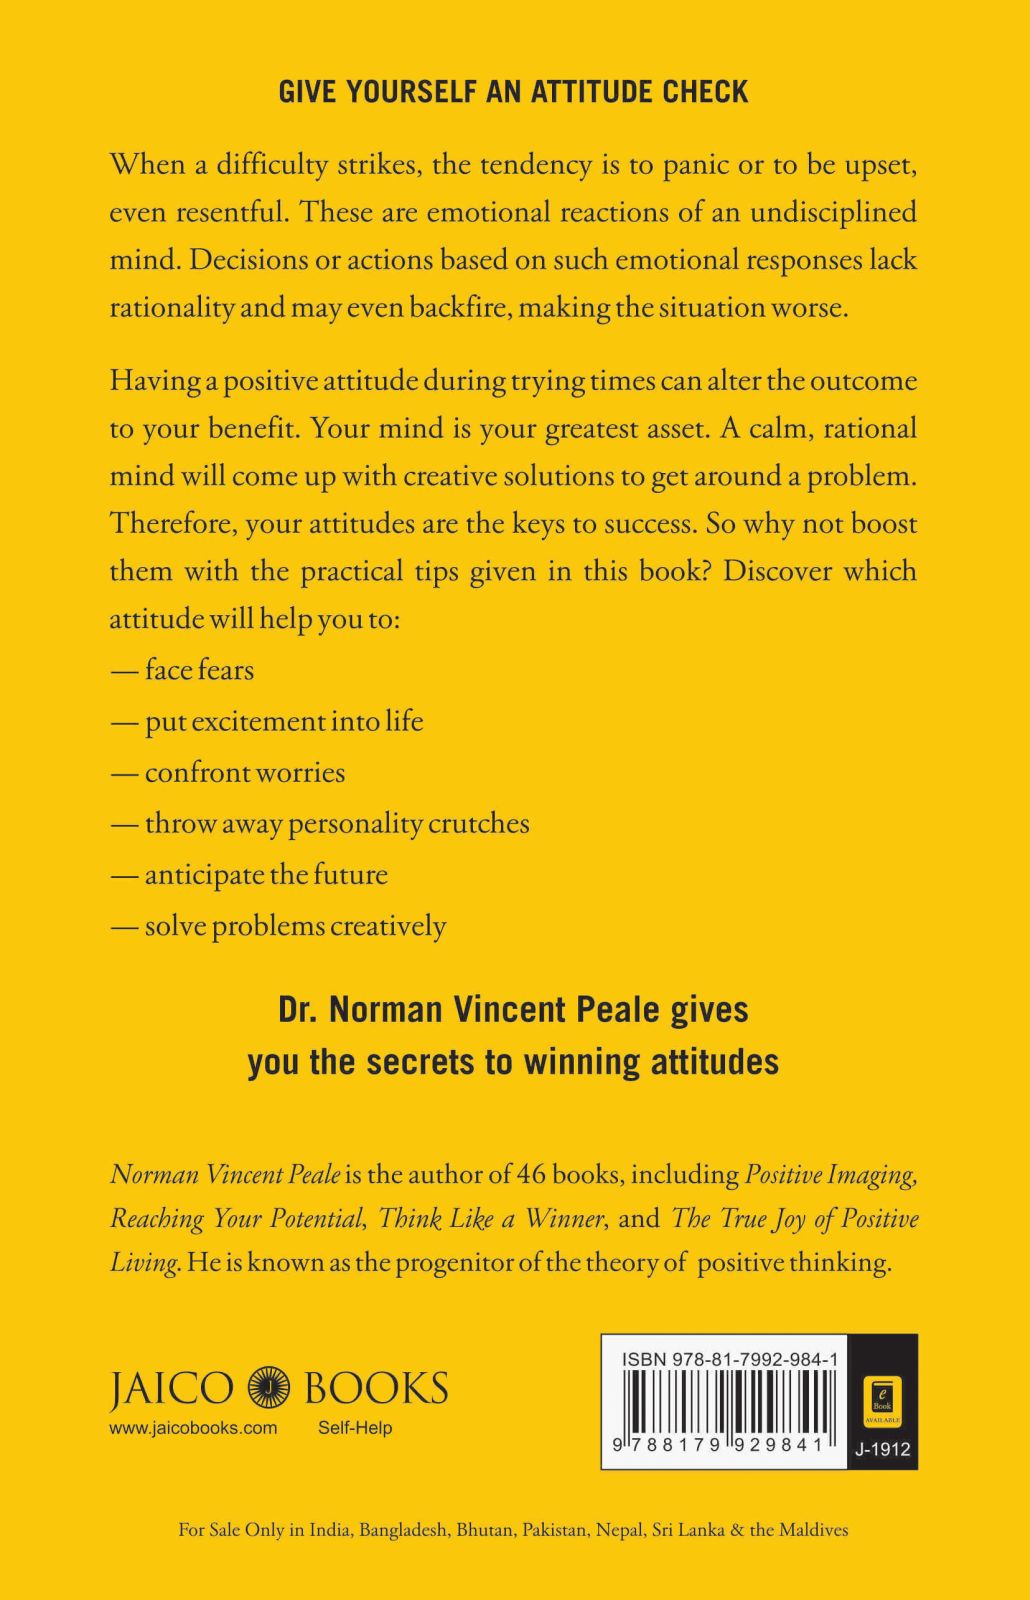 GIVE YOURSELF AN ATTITUDE CHECK
When a difficulty strikes, the tendency is to panic or to be upset,
even resentful. These are emotional reactions of an undisciplined
mind. Decisions or actions based on such emotional responses lack
rationality and may even backfire, making the situation worse.
Having a positive attitude during trying times can alter the outcome
to your benefit. Your mind is your greatest asset. A calm, rational
mind will come up with creative solutions to get around a problem.
Therefore, your attitudes are the keys to success. So why not boost
them with the practical tips given in this book? Discover which
attitude will help you to:
— face fears
— put excitement into life
— confront worries
— throw away personality crutches
— anticipate the future
— solve problems creatively
Dr. Norman Vincent Peale gives
you the secrets to winning attitudes
Norman Vincent Peale is the author of 46 books, including Positive Imaging,
Reaching Your Potential, Think Like a Winner, and The True Joy of Positive
Living. He is known as the progenitor of the theory of positive thinking.
JAICO J BOOKS
www.jaicobooks.com Self-Help
ISBN 978-81-7992-984-1
9 788179 929841
e
Book
AVAILABLE
J-1912
For Sale Only in India, Bangladesh, Bhutan, Pakistan, Nepal, Sri Lanka & the Maldives